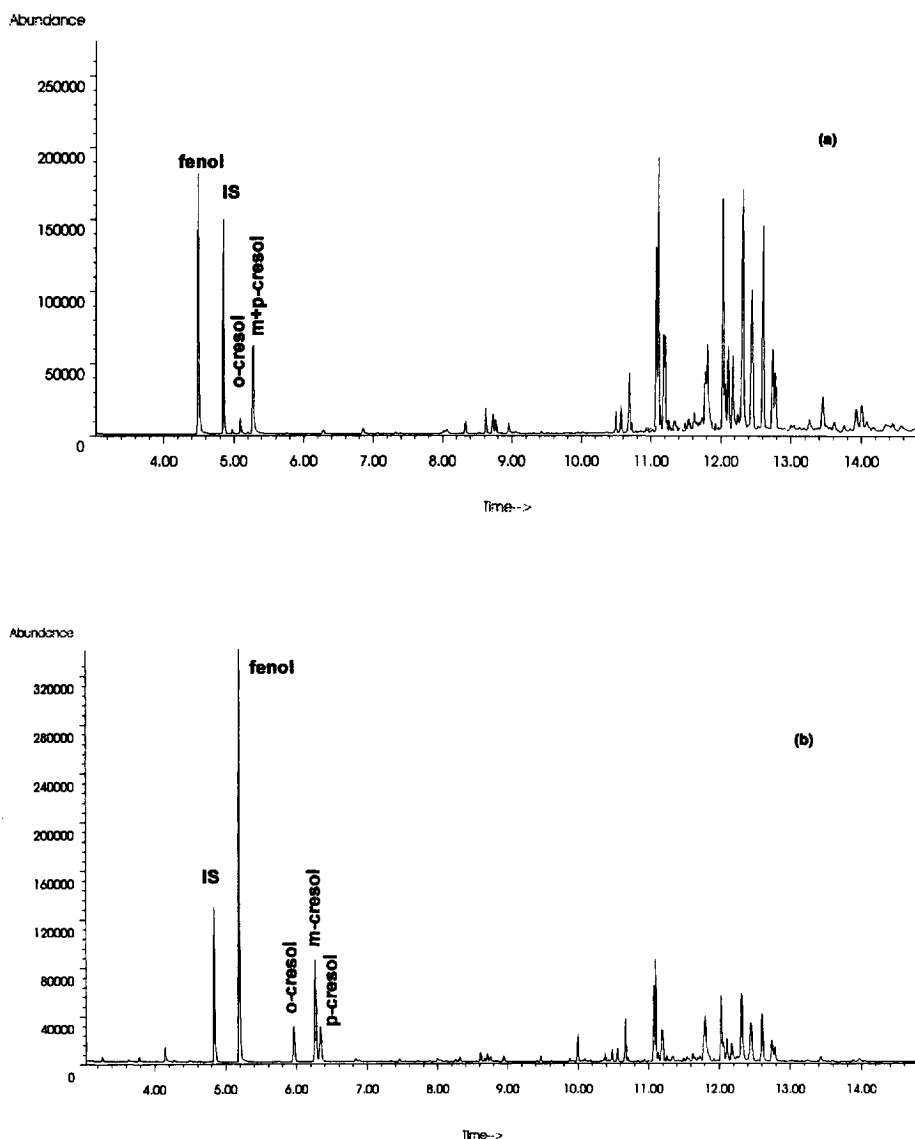 Abundance
250000
200000
150000
100000
50000
0
fenol
IS
o-cresol
m+p-cresol
(a)
4.00 5.00 6.00 7.00 8.00 9.00 10.00 11.00 12.00 13.00 14.00
Time-->
Abundance
320000
280000
240000
200000
160000
120000
80000
40000
0
fenol
IS
o-cresol
m-cresol
p-cresol
(b)
4.00 5.00 6.00 7.00 8.00 9.00 10.00 11.00 12.00 13.00 14.00
Time-->